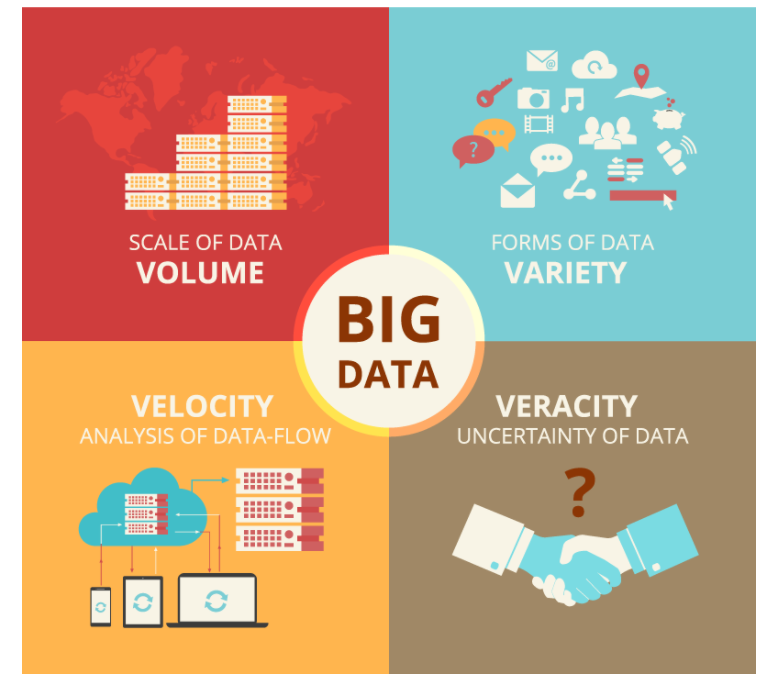 SCALE OF DATA
VOLUME
FORMS OF DATA
VARIETY
BIG
DATA
VELOCITY
ANALYSIS OF DATA-FLOW
VERACITY
UNCERTAINTY OF DATA
?
?